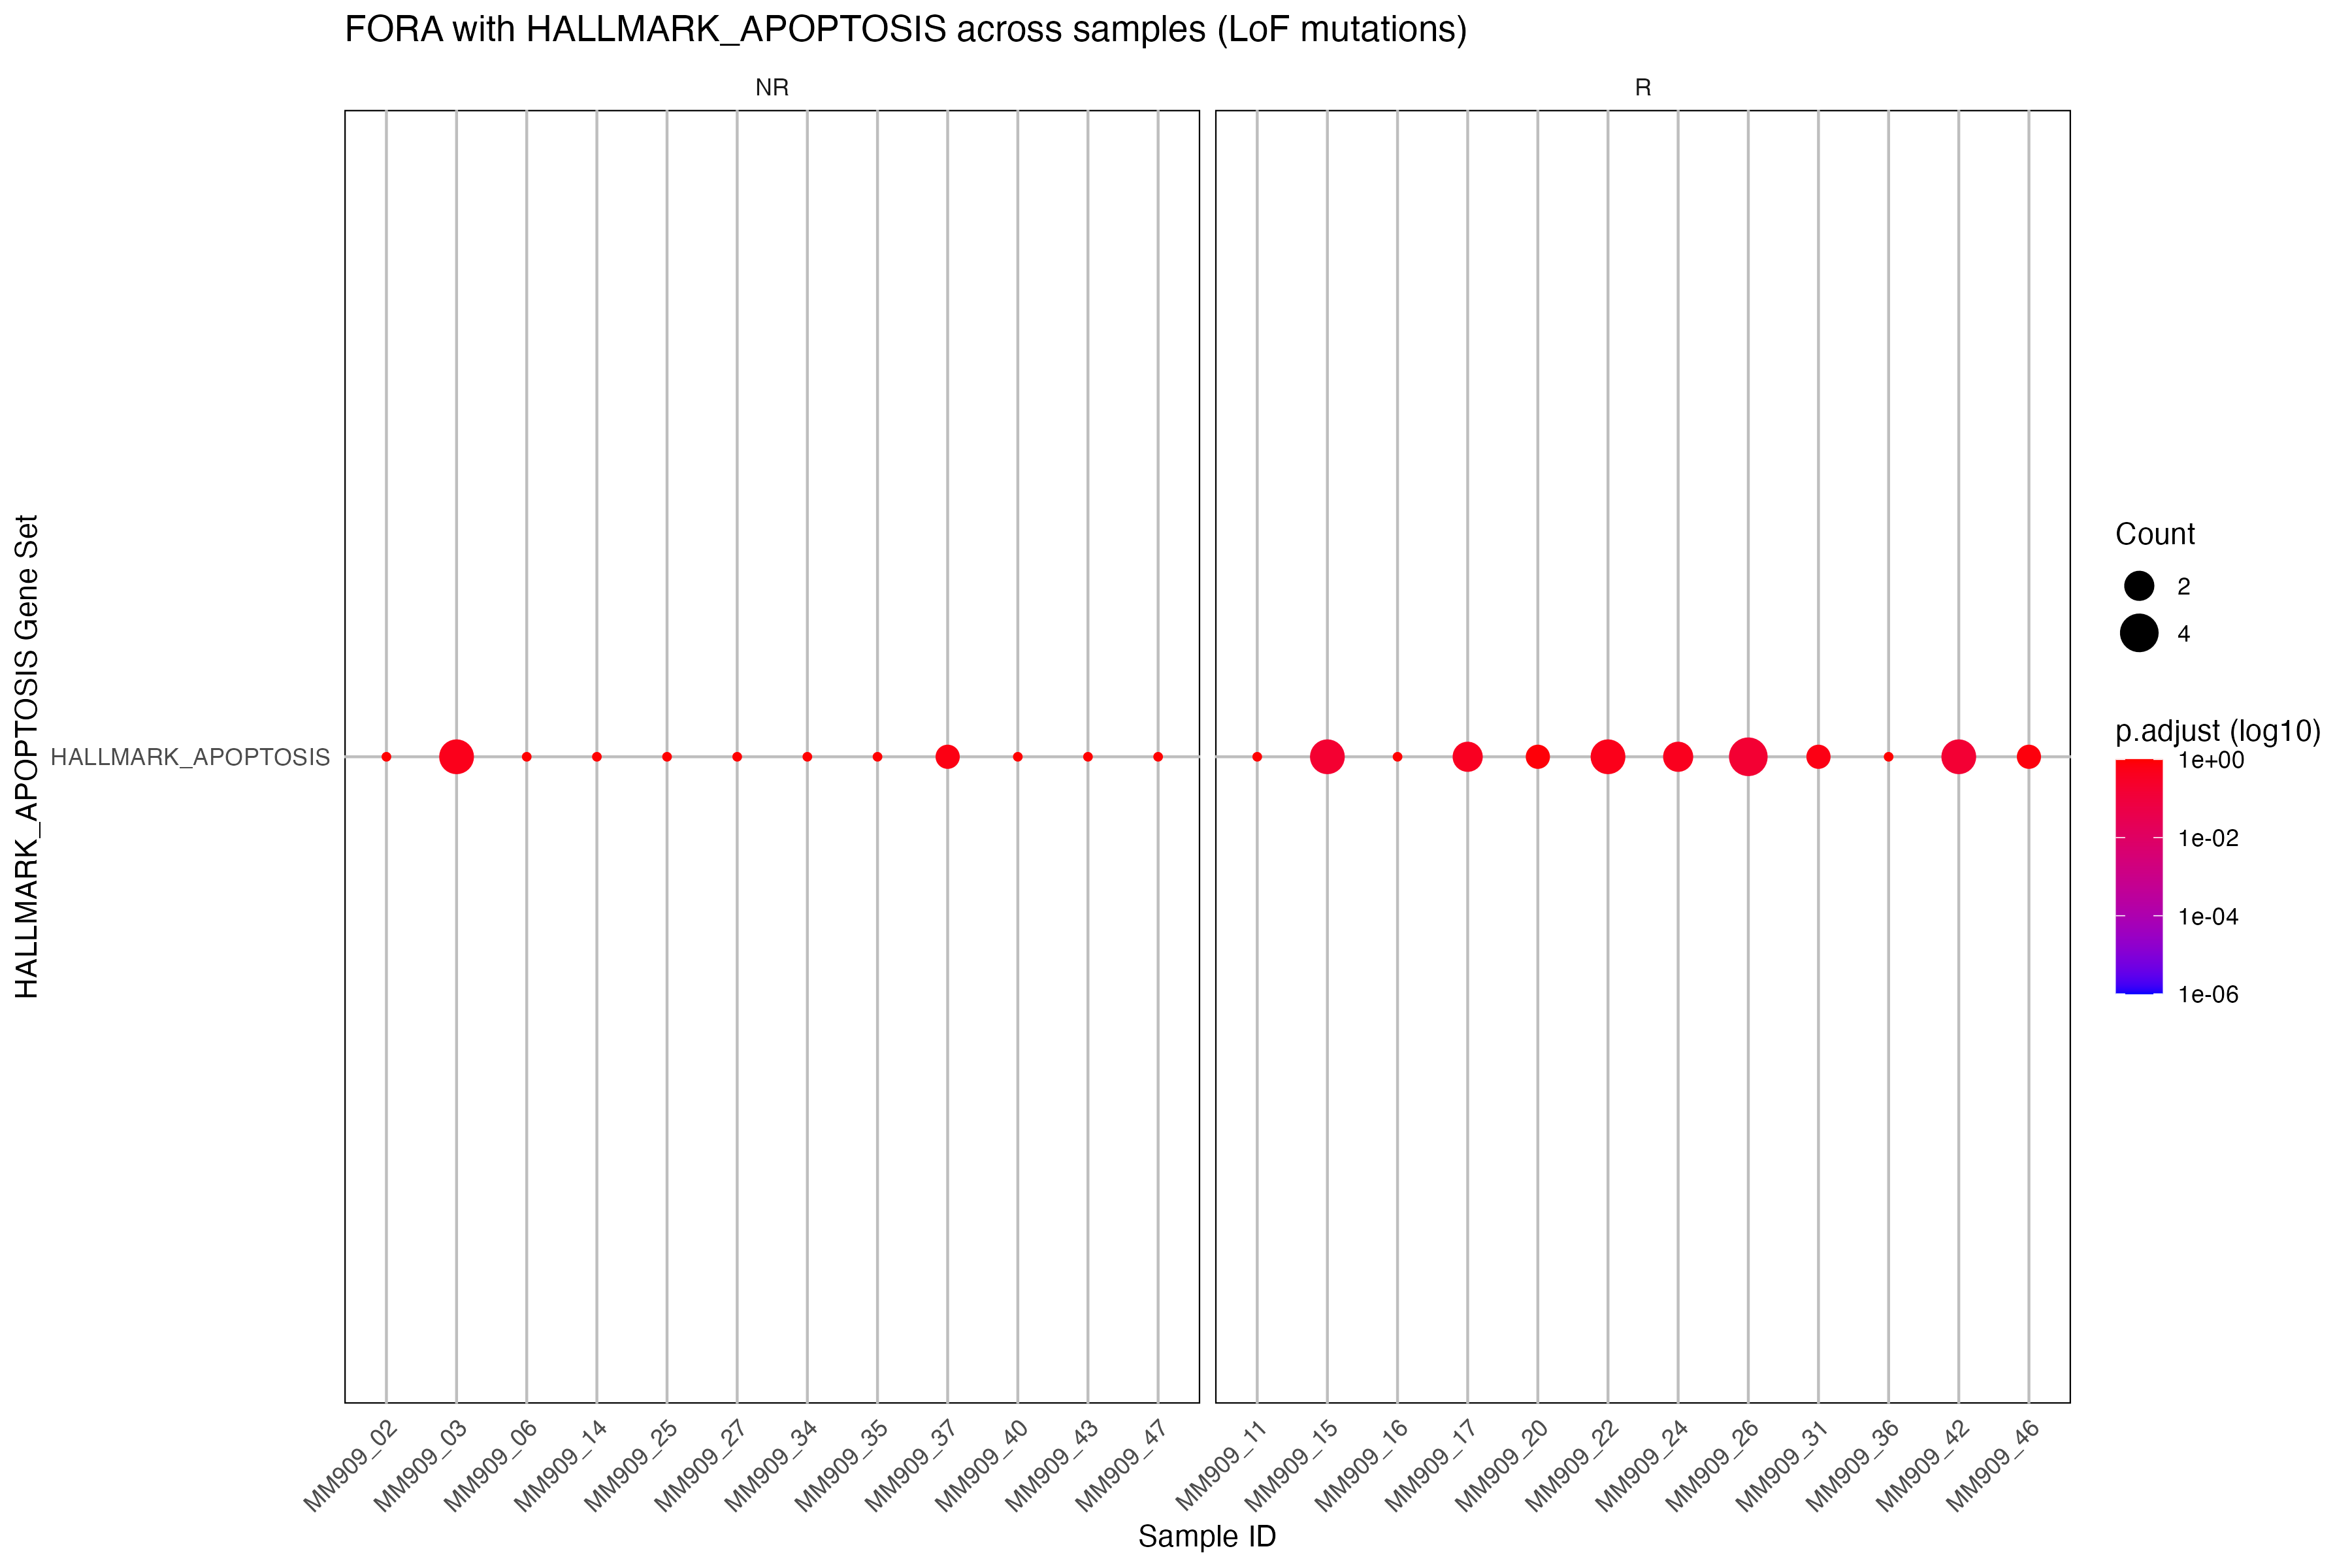 FORA with HALLMARK_APOPTOSIS across samples (LoF mutations)
NR
R
HALLMARK_APOPTOSIS Gene Set
HALLMARK_APOPTOSIS
Count
2
4
p.adjust (log10)
1e+00
1e-02
1e-04
1e-06
MM909_02
MM909_03
MM909_06
MM909_14
MM909_25
MM909_27
MM909_34
MM909_35
MM909_37
MM909_40
MM909_43
MM909_47
MM909_11
MM909_15
MM909_16
MM909_17
MM909_20
MM909_22
MM909_24
MM909_26
MM909_31
MM909_36
MM909_42
MM909_46
Sample ID